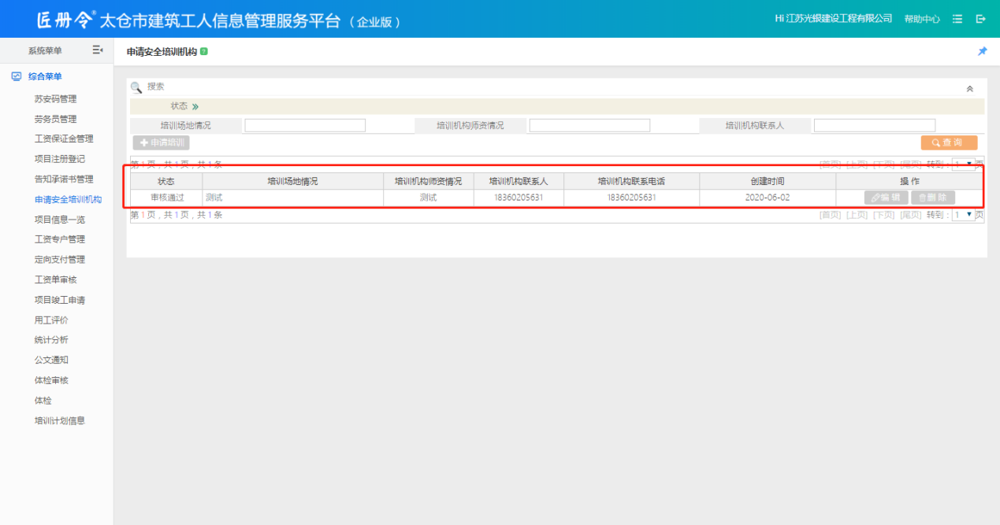 匠册令® 太仓市建筑工人信息管理服务平台（企业版）
Hi 江苏光银建设工程有限公司 帮助中心
系统菜单
申请安全培训机构 ?
综合菜单
苏安码管理
劳务员管理
工资保证金管理
项目注册登记
告知承诺书管理
申请安全培训机构
项目信息一览
工资专户管理
定向支付管理
工资单审核
项目竣工申请
用工评价
统计分析
公文通知
体检审核
体检
培训计划信息
搜索
状态
培训场地情况 培训机构师资情况 培训机构联系人
申请培训 查 询
第1页，共1页，共1条 [首页] [上页] [下页] [尾页] 转到：1 页
状态 培训场地情况 培训机构师资情况 培训机构联系人 培训机构联系电话 创建时间 操 作
审核通过 测试 测试 18360205631 18360205631 2020-06-02 编 辑 删 除
第1页，共1页，共1条 [首页] [上页] [下页] [尾页] 转到：1 页